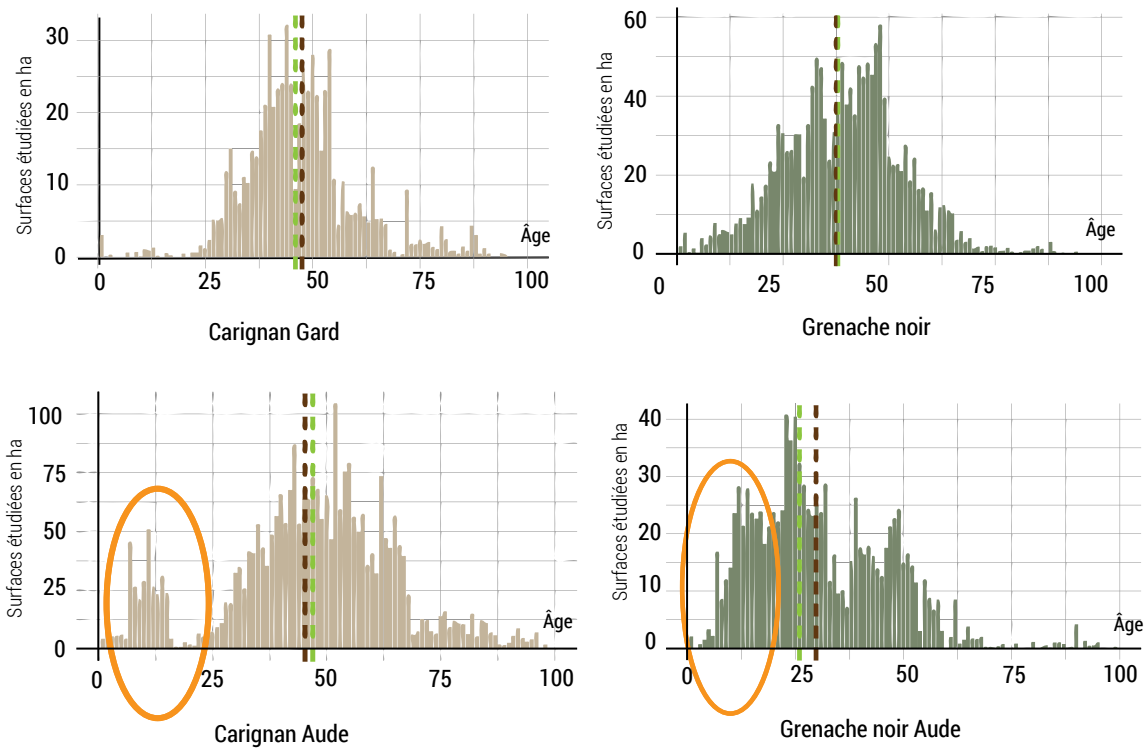 Surfaces étudiées en ha
30
20
10
0
Âge
0 25 50 75 100
Carignan Gard
Surfaces étudiées en ha
60
40
20
0
Âge
0 25 50 75 100
Grenache noir
Surfaces étudiées en ha
100
75
50
25
0
Âge
0 25 50 75 100
Carignan Aude
Surfaces étudiées en ha
40
30
20
10
0
Âge
0 25 50 75 100
Grenache noir Aude